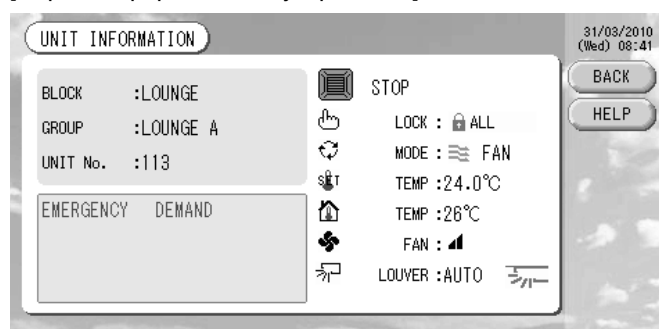 UNIT INFORMATION
31/03/2010
(Wed) 08:41
BACK
HELP
BLOCK :LOUNGE
GROUP :LOUNGE A
UNIT No. :113
EMERGENCY DEMAND
STOP
LOCK : ALL
MODE : FAN
SET TEMP :24.0℃
TEMP :26℃
FAN :
LOUVER :AUTO